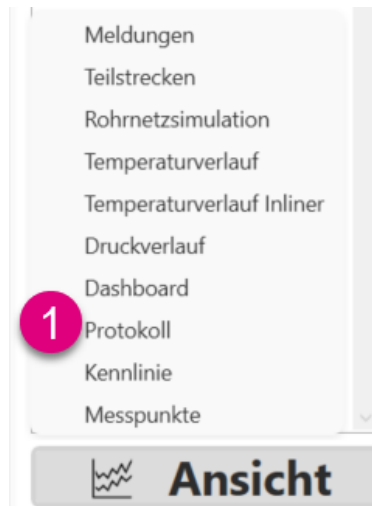 Meldungen
Teilstrecken
Rohrnetzsimulation
Temperaturverlauf
Temperaturverlauf Inliner
Druckverlauf
Dashboard
1 Protokoll
Kennlinie
Messpunkte
Ansicht